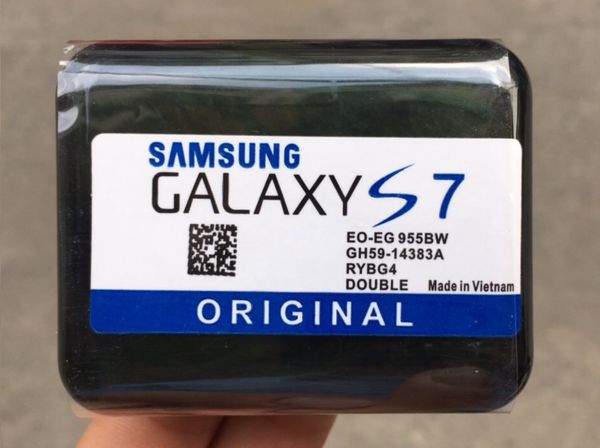 SAMSUNG
GALAXY S7
EO-EG 955BW
GH59-14383A
RYBG4
DOUBLE Made in Vietnam
ORIGINAL